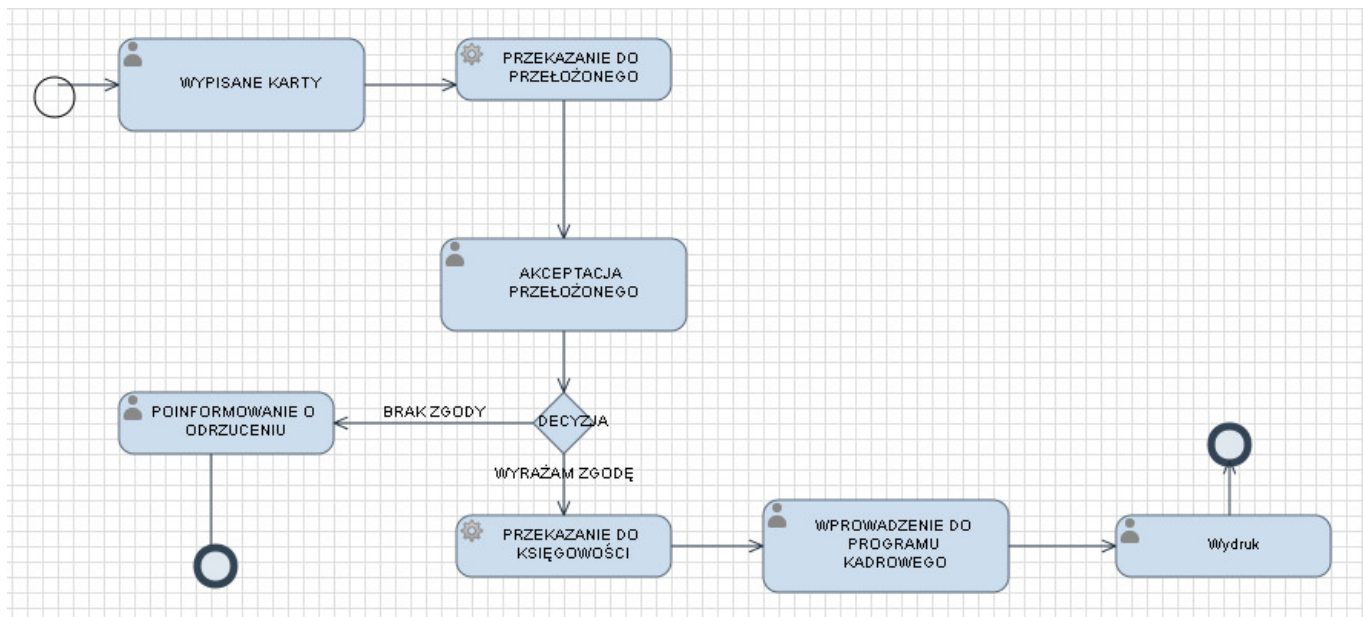 WYPISANE KARTY
PRZEKAZANIE DO
PRZEŁOŻONEGO
AKCEPTACJA
PRZEŁOŻONEGO
DECYZJA
BRAK ZGODY
POINFORMOWANIE O
ODRZUCENIU
WYRAŻAM ZGODĘ
PRZEKAZANIE DO
KSIĘGOWOŚCI
WPROWADZENIE DO
PROGRAMU
KADROWEGO
Wydruk